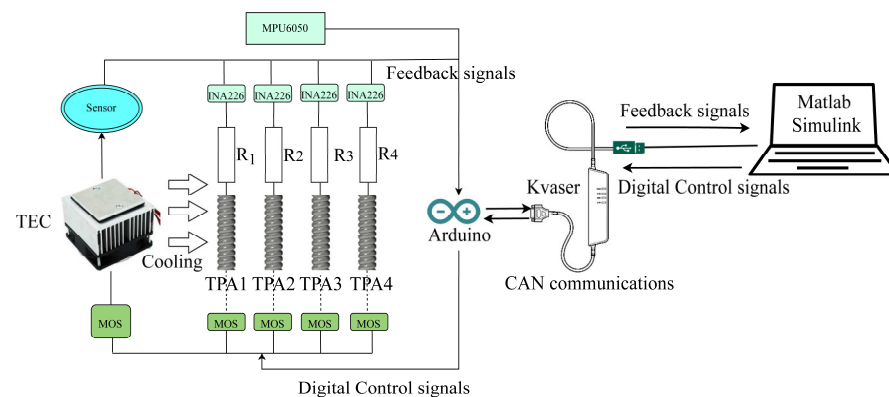 MPU6050
Feedback signals
Sensor
INA226
INA226
INA226
INA226
R1
R2
R3
R4
Feedback signals
Matlab
Simulink
Digital Control signals
Kvaser
TEC
Cooling
Arduino
TPA1
TPA2
TPA3
TPA4
CAN communications
MOS
MOS
MOS
MOS
MOS
Digital Control signals